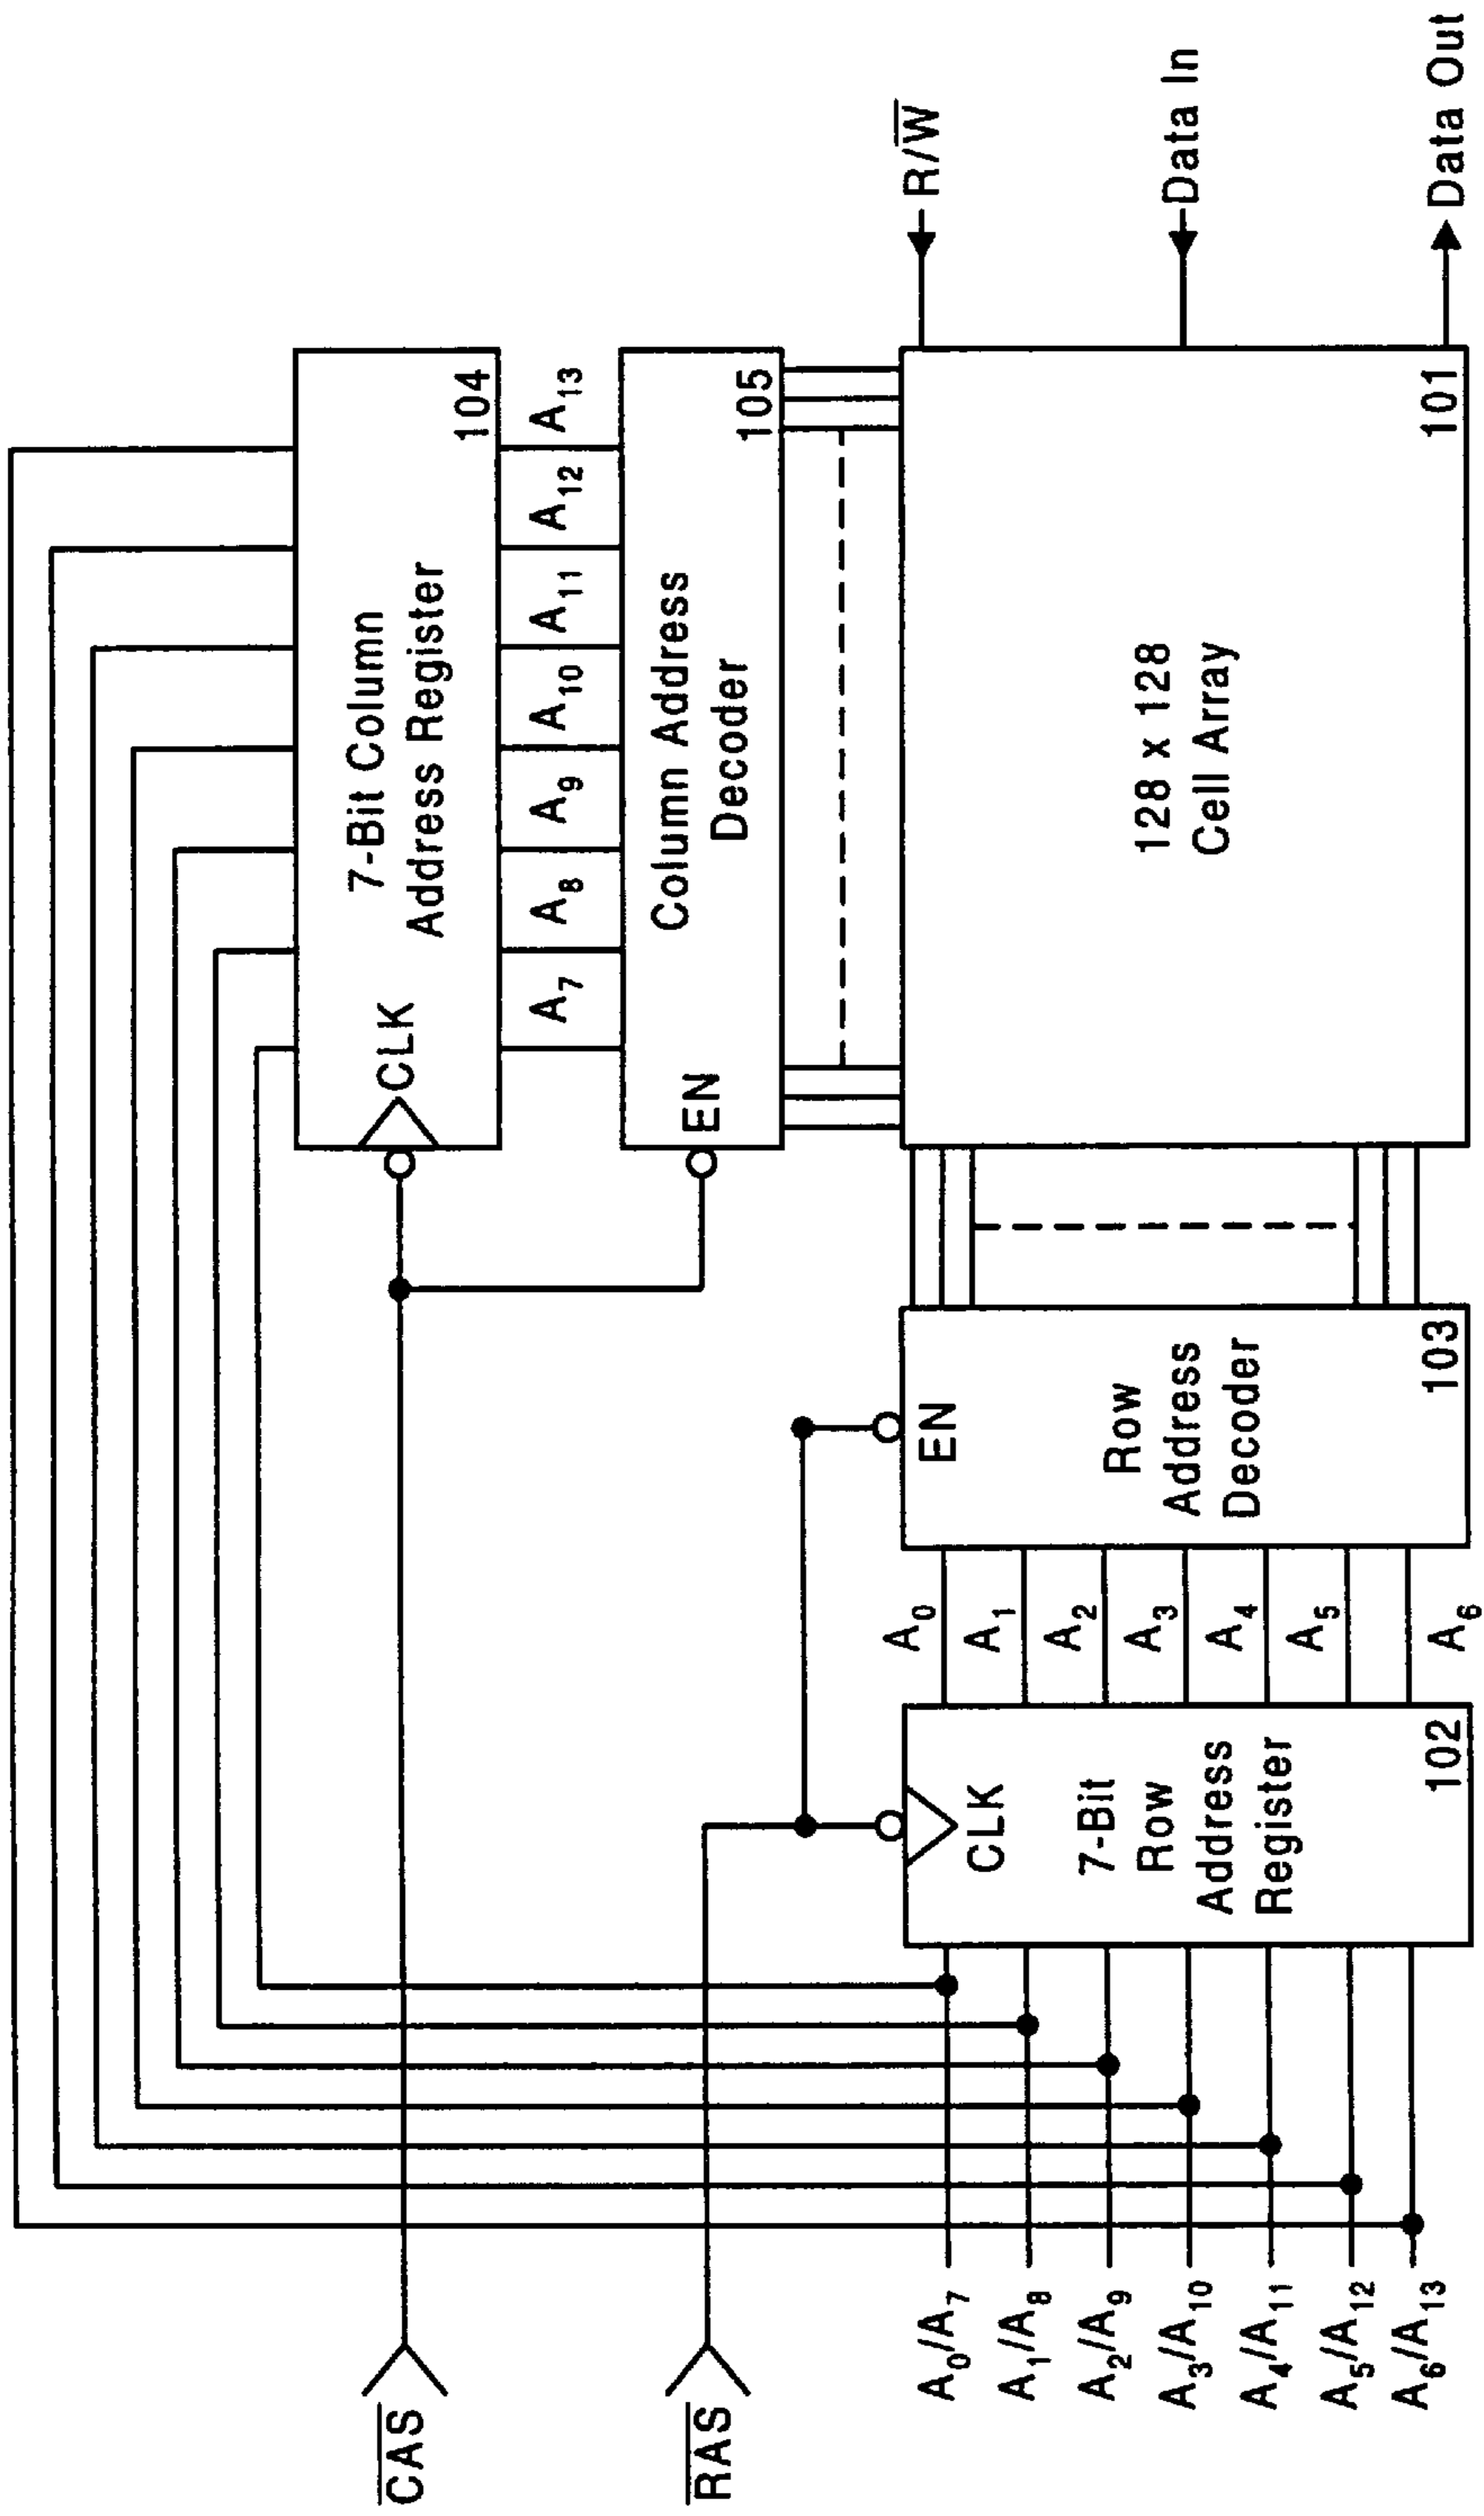 7-Bit Column
Address Register
CLK
104
A7 A8 A9 A10 A11 A12 A13
Column Address
Decoder
EN
105
C̅A̅S̅
R̅A̅S̅
R/W̅
Data In
Data Out
A0/A7
A1/A8
A2/A9
A3/A10
A4/A11
A5/A12
A6/A13
CLK
7-Bit
Row
Address
Register
102
A0
A1
A2
A3
A4
A5
A6
EN
Row
Address
Decoder
103
128 x 128
Cell Array
101